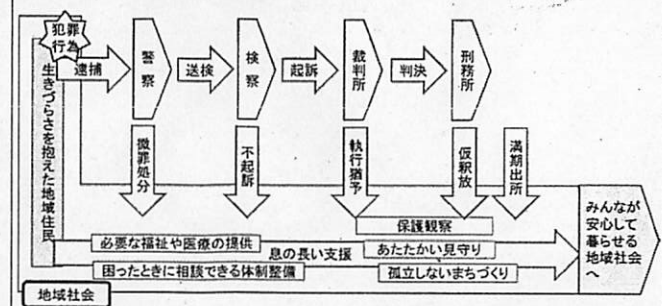 犯罪
行為
生きづらさを抱えた地域住民
逮捕
警察
送検
検察
起訴
裁判所
判決
刑務所
微罪処分
不起訴
執行猶予
仮釈放
満期出所
保護観察
必要な福祉や医療の提供
息の長い支援
あたたかい見守り
困ったときに相談できる体制整備
孤立しないまちづくり
みんなが
安心して
暮らせる
地域社会
へ
地域社会